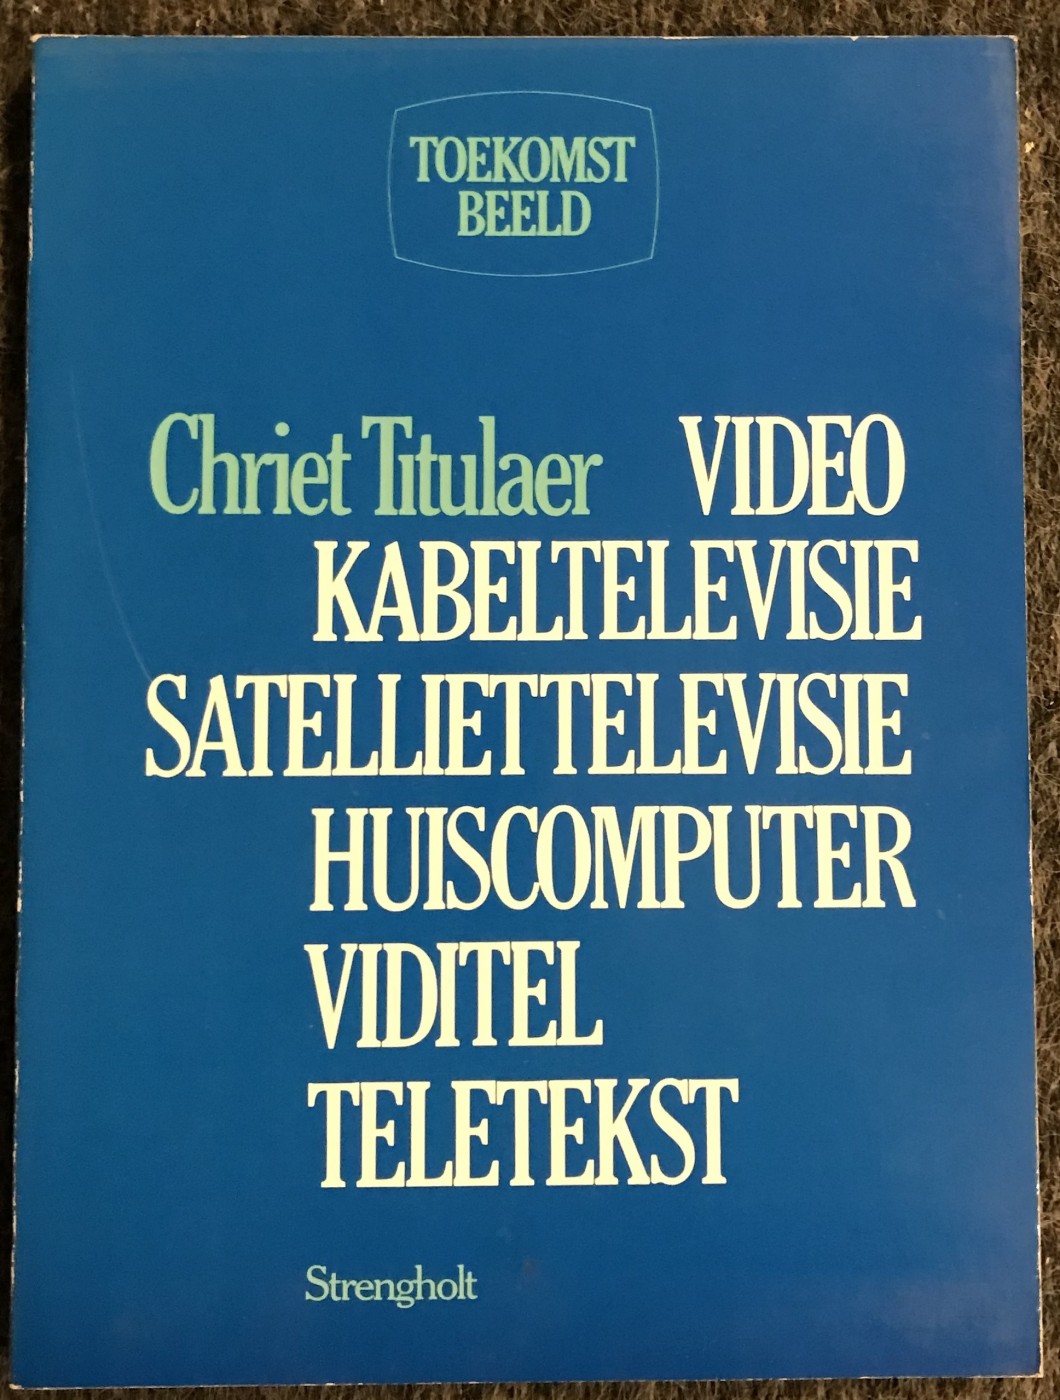 TOEKOMST
BEELD
Chriet Titulaer VIDEO
KABELTELEVISIE
SATELLIETTELEVISIE
HUISCOMPUTER
VIDITEL
TELETEKST
Strengholt